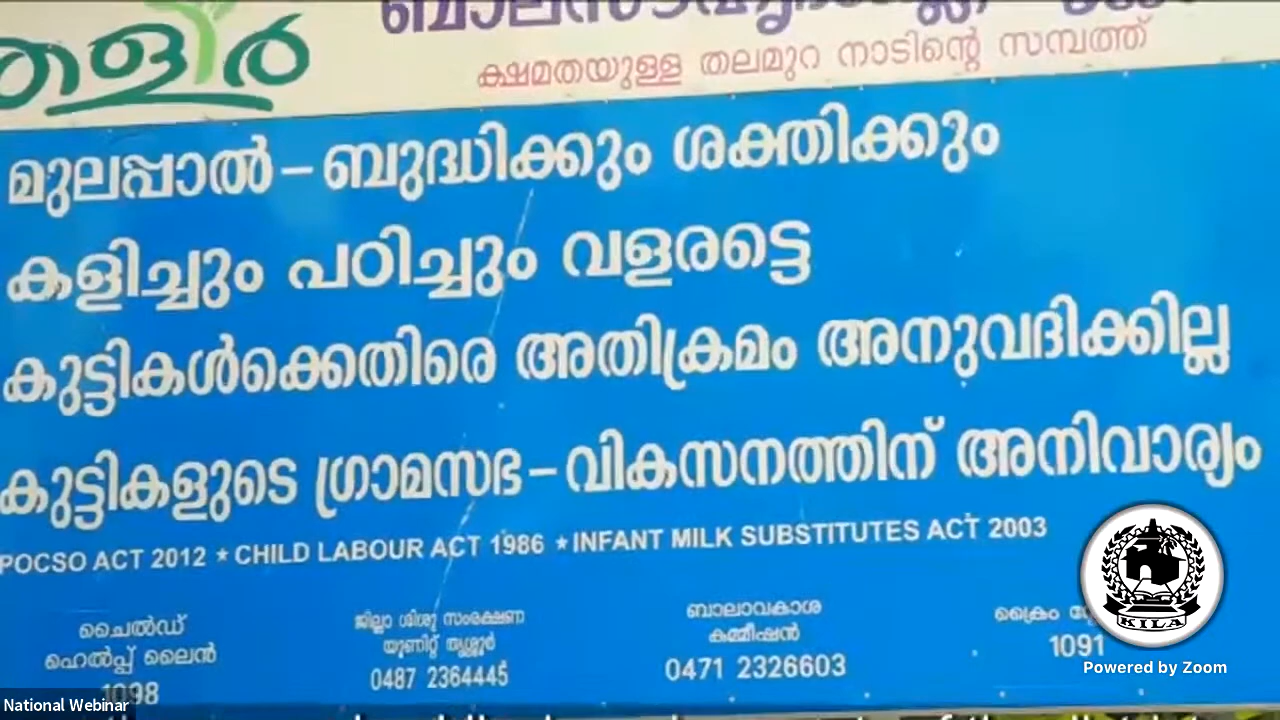 തളിർ
ക്ഷമതയുള്ള തലമുറ നാടിന്റെ സമ്പത്ത്
മുലപ്പാൽ – ബുദ്ധിക്കും ശക്തിക്കും
കളിച്ചും പഠിച്ചും വളരട്ടെ
കുട്ടികൾക്കെതിരെ അതിക്രമം അനുവദിക്കില്ല
കുട്ടികളുടെ ഗ്രാമസഭ – വികസനത്തിന് അനിവാര്യം
POCSO ACT 2012 ★ CHILD LABOUR ACT 1986 ★ INFANT MILK SUBSTITUTES ACT 2003
ചൈൽഡ് ഹെൽപ്പ് ലൈൻ 1098
ജില്ലാ ശിശു സംരക്ഷണ യൂണിറ്റ് തൃശ്ശൂർ 0487 2364445
ബാലാവകാശ കമ്മീഷൻ 0471 2326603
ക്രൈം 1091
KILA
Powered by Zoom
National Webinar